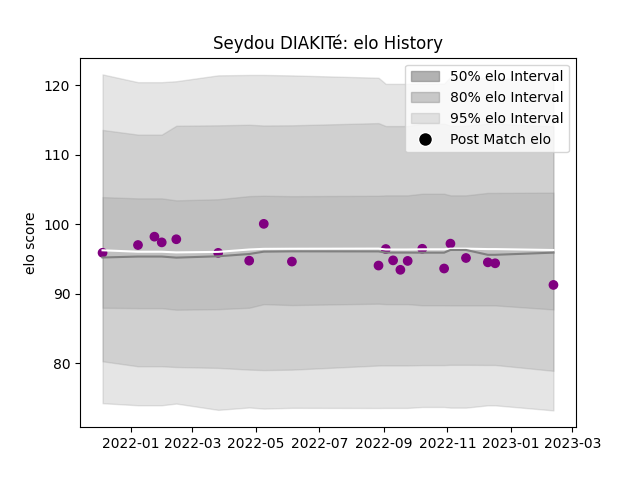 Seydou DIAKITé: elo History
50% elo Interval
80% elo Interval
95% elo Interval
Post Match elo
elo score
120
110
100
90
80
2022-01 2022-03 2022-05 2022-07 2022-09 2022-11 2023-01 2023-03